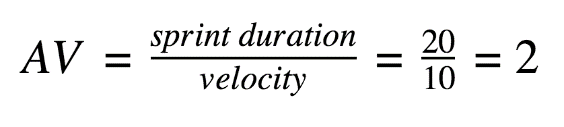 AV = sprint duration / velocity = 20 / 10 = 2